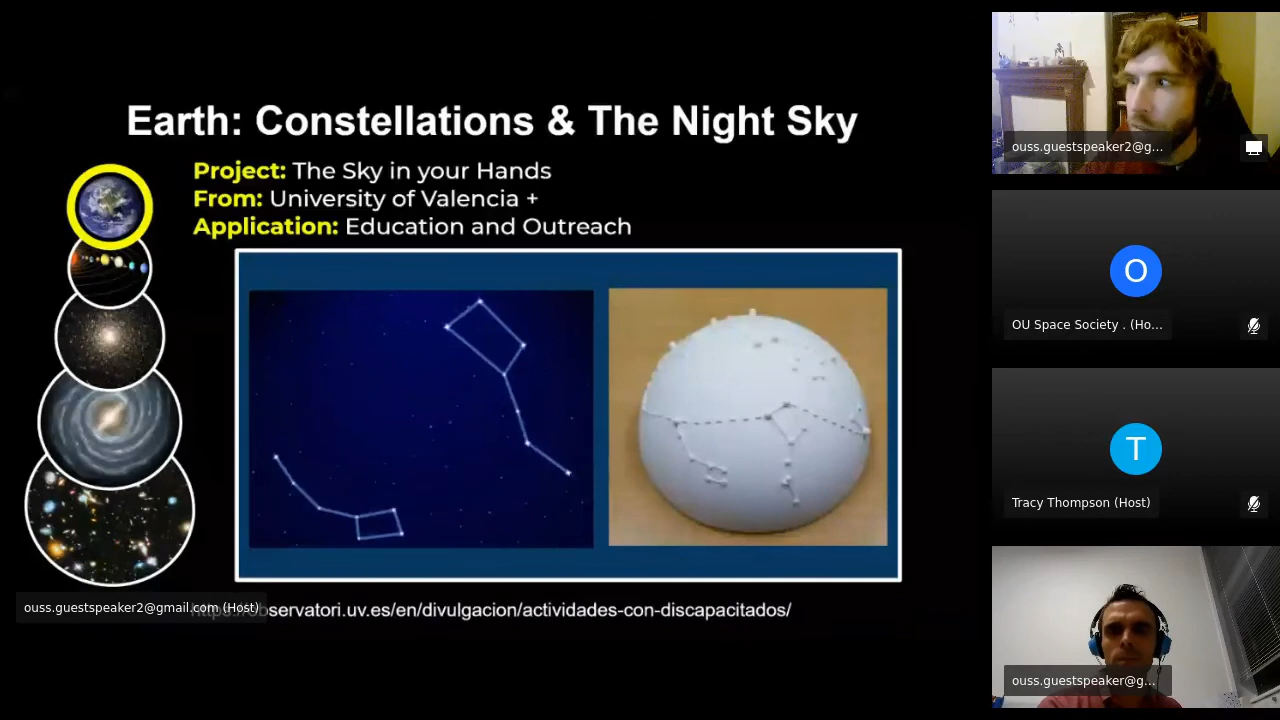 Earth: Constellations & The Night Sky
Project: The Sky in your Hands
From: University of Valencia +
Application: Education and Outreach
ouss.guestspeaker2@gmail.com (Host)
https://observatori.uv.es/en/divulgacion/actividades-con-discapacitados/
ouss.guestspeaker2@g...
O
OU Space Society . (Ho...
T
Tracy Thompson (Host)
ouss.guestspeaker@g...